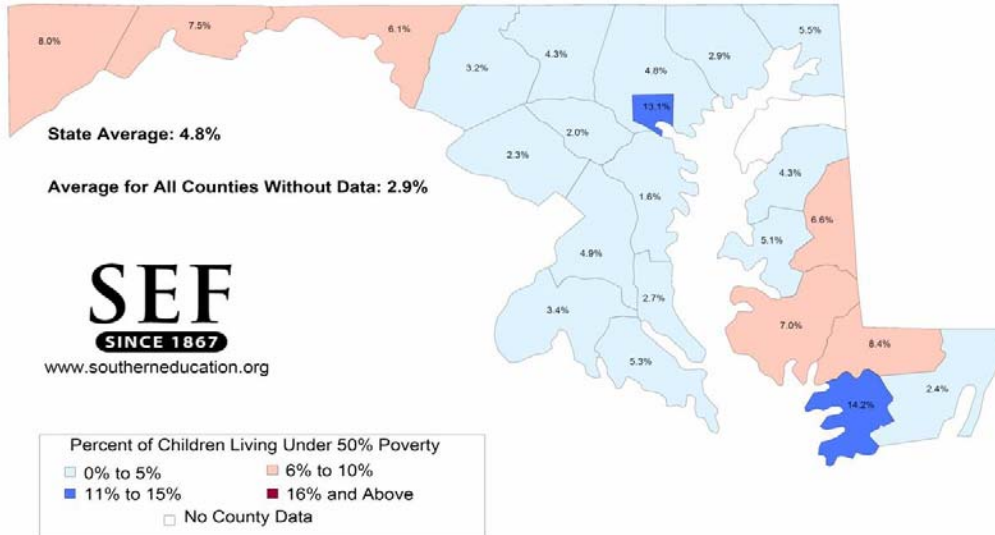 8.0%
7.5%
6.1%
3.2%
4.3%
4.8%
2.9%
5.5%
13.1%
State Average: 4.8%
2.0%
2.3%
4.3%
Average for All Counties Without Data: 2.9%
1.6%
6.6%
5.1%
4.9%
SEF
SINCE 1867
www.southerneducation.org
2.7%
3.4%
7.0%
8.4%
5.3%
2.4%
14.2%
Percent of Children Living Under 50% Poverty
0% to 5%
6% to 10%
11% to 15%
16% and Above
No County Data